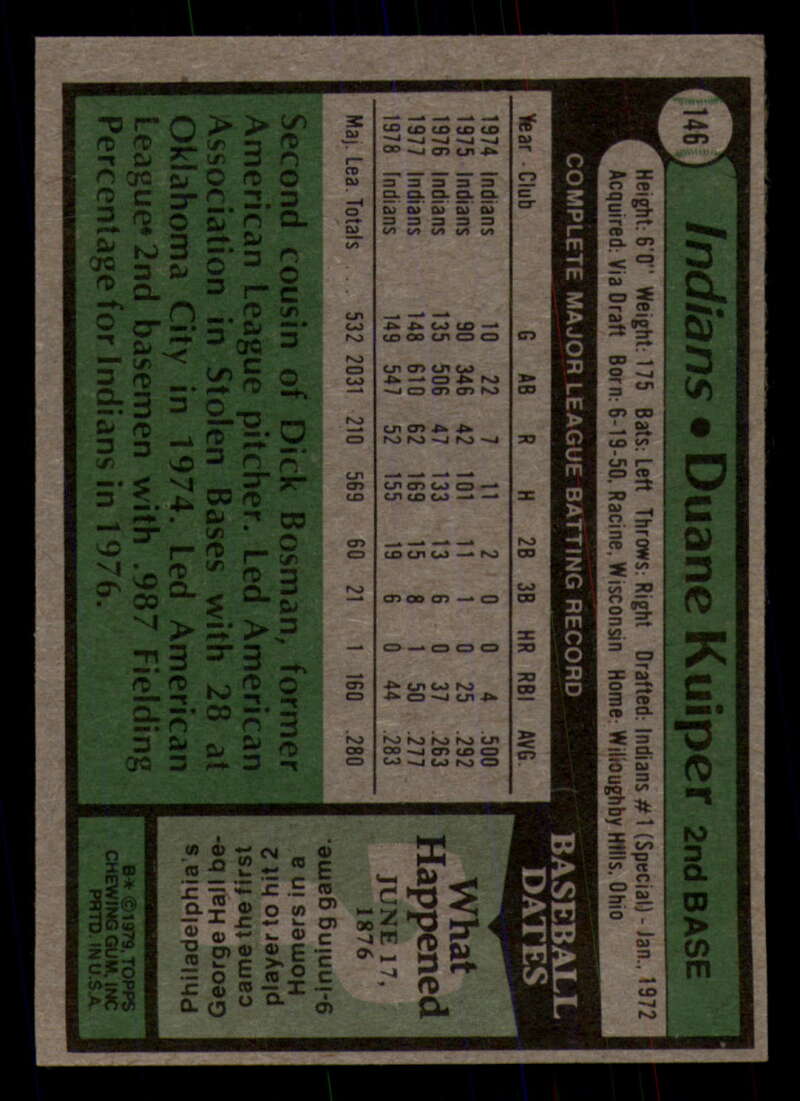 146
Indians • Duane Kuiper 2nd BASE
Height: 6'0" Weight: 175 Bats: Left Throws: Right Drafted: Indians #1 (Special) - Jan., 1972
Acquired: Via Draft Born: 6-19-50, Racine, Wisconsin Home: Willoughby Hills, Ohio
COMPLETE MAJOR LEAGUE BATTING RECORD
Year Club G AB R H 2B 3B HR RBI AVG.
1974 Indians 10 22 7 11 2 0 0 4 .500
1975 Indians 90 346 42 101 11 1 0 25 .292
1976 Indians 135 506 47 133 13 6 0 37 .263
1977 Indians 148 610 62 169 15 8 1 50 .277
1978 Indians 149 547 52 155 19 6 0 44 .283
Maj. Lea. Totals . . . 532 2031 210 569 60 21 1 160 .280
Second cousin of Dick Bosman, former
American League pitcher. Led American
Association in Stolen Bases with 28 at
Oklahoma City in 1974. Led American
League 2nd basemen with .987 Fielding
Percentage for Indians in 1976.
BASEBALL
DATES
What
Happened
JUNE 17,
1876
Philadelphia's
George Hall be-
came the first
player to hit 2
Homers in a
9-inning game.
B* © 1979, TOPPS
CHEWING GUM, INC
PRTD. IN U.S.A.